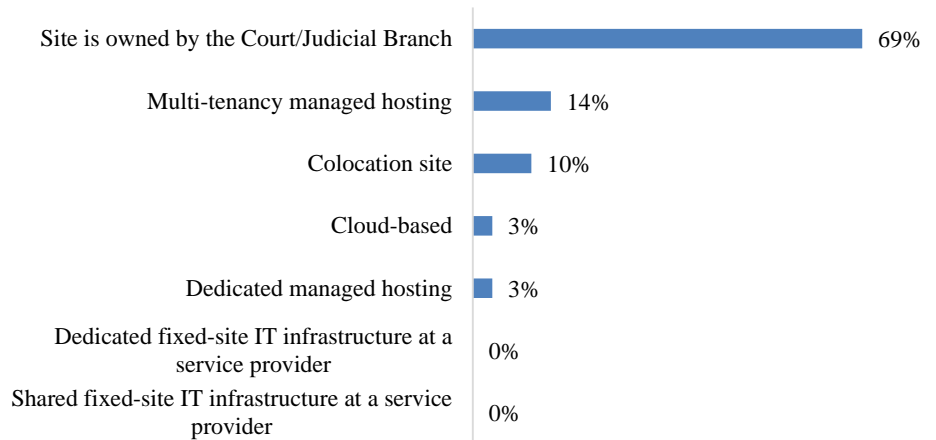 Site is owned by the Court/Judicial Branch 69%
Multi-tenancy managed hosting 14%
Colocation site 10%
Cloud-based 3%
Dedicated managed hosting 3%
Dedicated fixed-site IT infrastructure at a
service provider 0%
Shared fixed-site IT infrastructure at a service
provider 0%